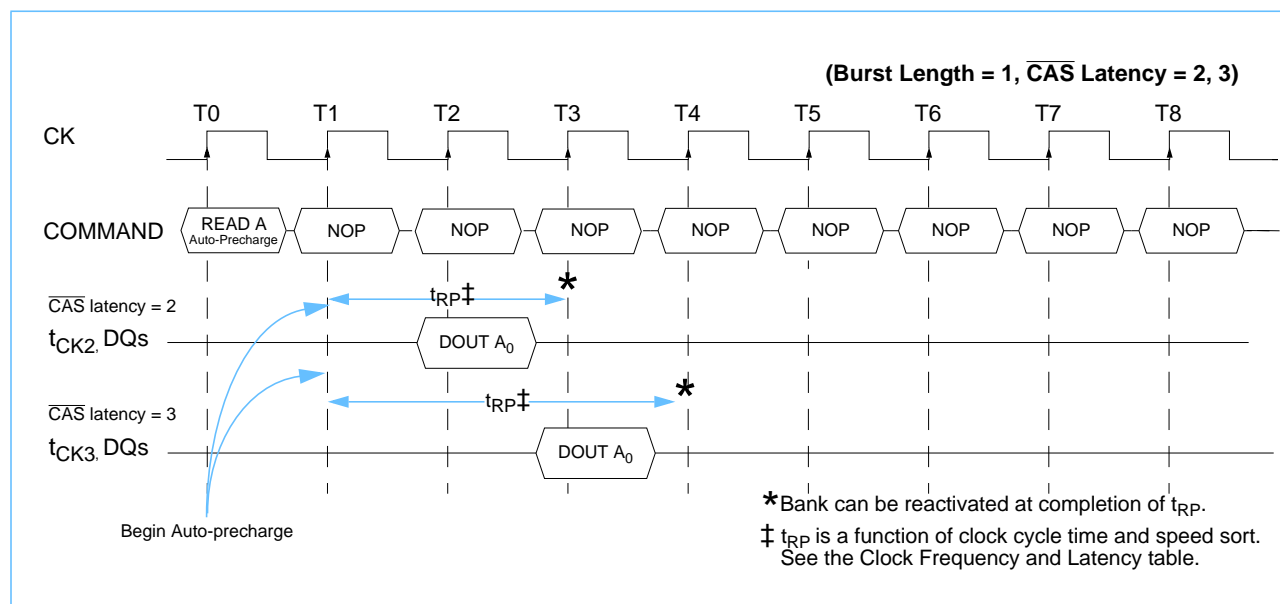 (Burst Length = 1, CAS Latency = 2, 3)
T0 T1 T2 T3 T4 T5 T6 T7 T8
CK
COMMAND
READ A
Auto-Precharge
NOP NOP NOP NOP NOP NOP NOP NOP
*
CAS latency = 2
tRP‡
tCK2, DQs
DOUT A0
*
CAS latency = 3
tRP‡
tCK3, DQs
DOUT A0
Begin Auto-precharge
*Bank can be reactivated at completion of tRP.
‡ tRP is a function of clock cycle time and speed sort.
See the Clock Frequency and Latency table.